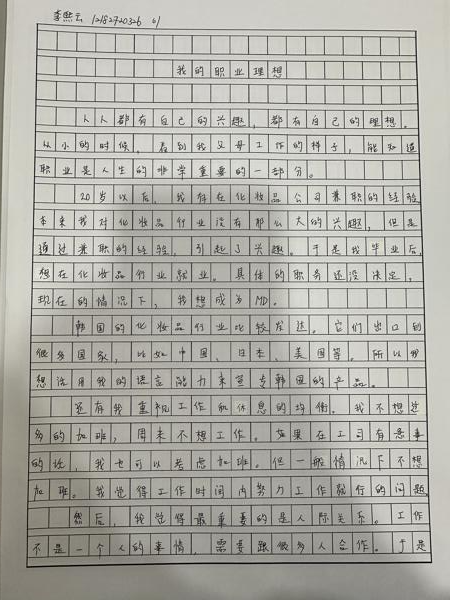 李熙云 12182720326 01
我的职业理想
人人都有自己的兴趣，都有自己的理想。
从小的时候，看到我父母工作的样子，能知道
职业是人生的非常重要的一部分。
20岁以后，我存在化妆品公司兼职的经验
本来我对化妆品行业没有那么大的兴趣，但是
通过兼职的经验，引起了兴趣。于是我毕业后，
想在化妆品行业就业。具体的职务还没决定，
现在的情况下，我想成为MD。
韩国的化妆品行业比较发达。它们出口到
很多国家，比如中国、日本、美国等。所以我
想活用我的语言能力来宣传韩国的产品。
还有我重视工作和休息的均衡。我不想过
多的加班，周末不想工作。如果在工司有急事
的话，我也可以考虑加班。但一般情况下不想
加班。我觉得工作时间内努力工作就行的问题
然后，我觉得最重要的是人际关系。工作
不是一个人的事情，需要跟很多人合作。于是